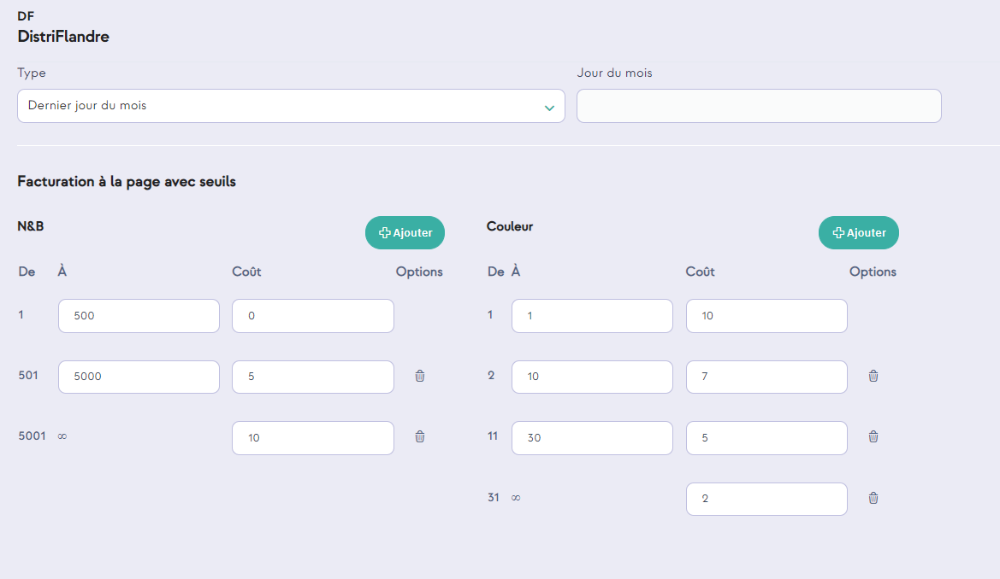 DF
DistriFlandre
Type
Jour du mois
Dernier jour du mois
Facturation à la page avec seuils
N&B
Ajouter
De À Coût Options
1 500 0
501 5000 5
5001 ∞ 10
Couleur
Ajouter
De À Coût Options
1 1 10
2 10 7
11 30 5
31 ∞ 2